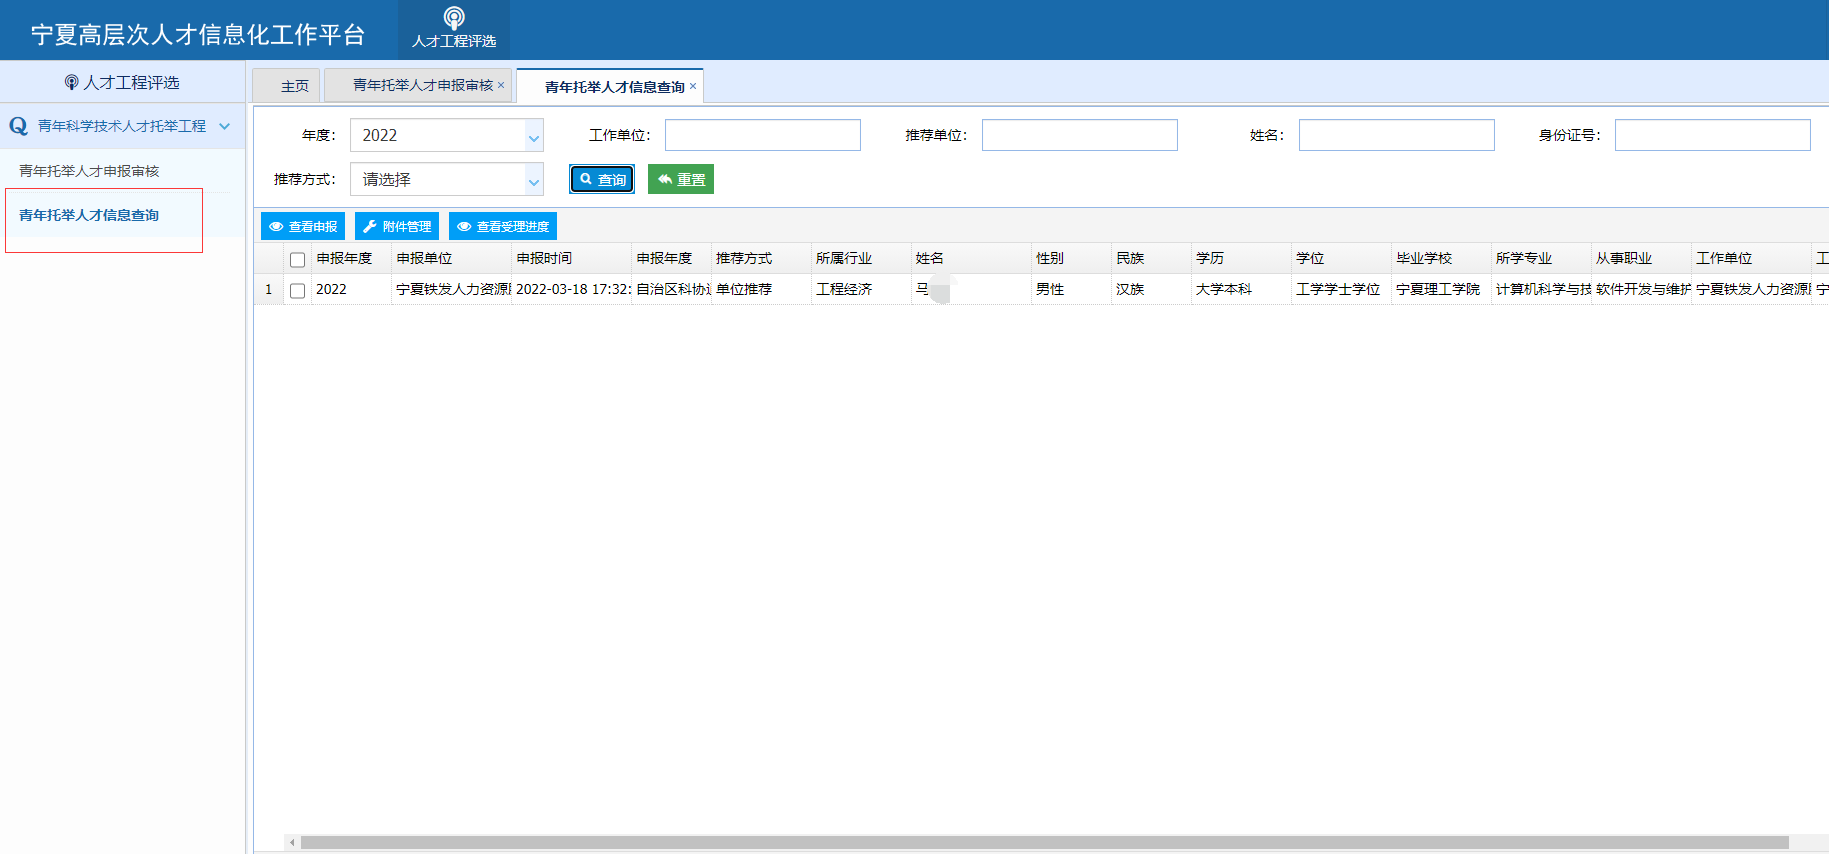 宁夏高层次人才信息化工作平台
人才工程评选
人才工程评选
主页 青年托举人才申报审核 × 青年托举人才信息查询 ×
Q 青年科学技术人才托举工程
青年托举人才申报审核
青年托举人才信息查询
年度： 2022 工作单位： 推荐单位： 姓名： 身份证号：
推荐方式： 请选择 查询 重置
查看申报 附件管理 查看受理进度
申报年度 申报单位 申报时间 申报年度 推荐方式 所属行业 姓名 性别 民族 学历 学位 毕业学校 所学专业 从事职业 工作单位 工
1 2022 宁夏铁发人力资源 2022-03-18 17:32: 自治区科协 单位推荐 工程经济 马 男性 汉族 大学本科 工学学士学位 宁夏理工学院 计算机科学与技 软件开发与维护 宁夏铁发人力资源 宁